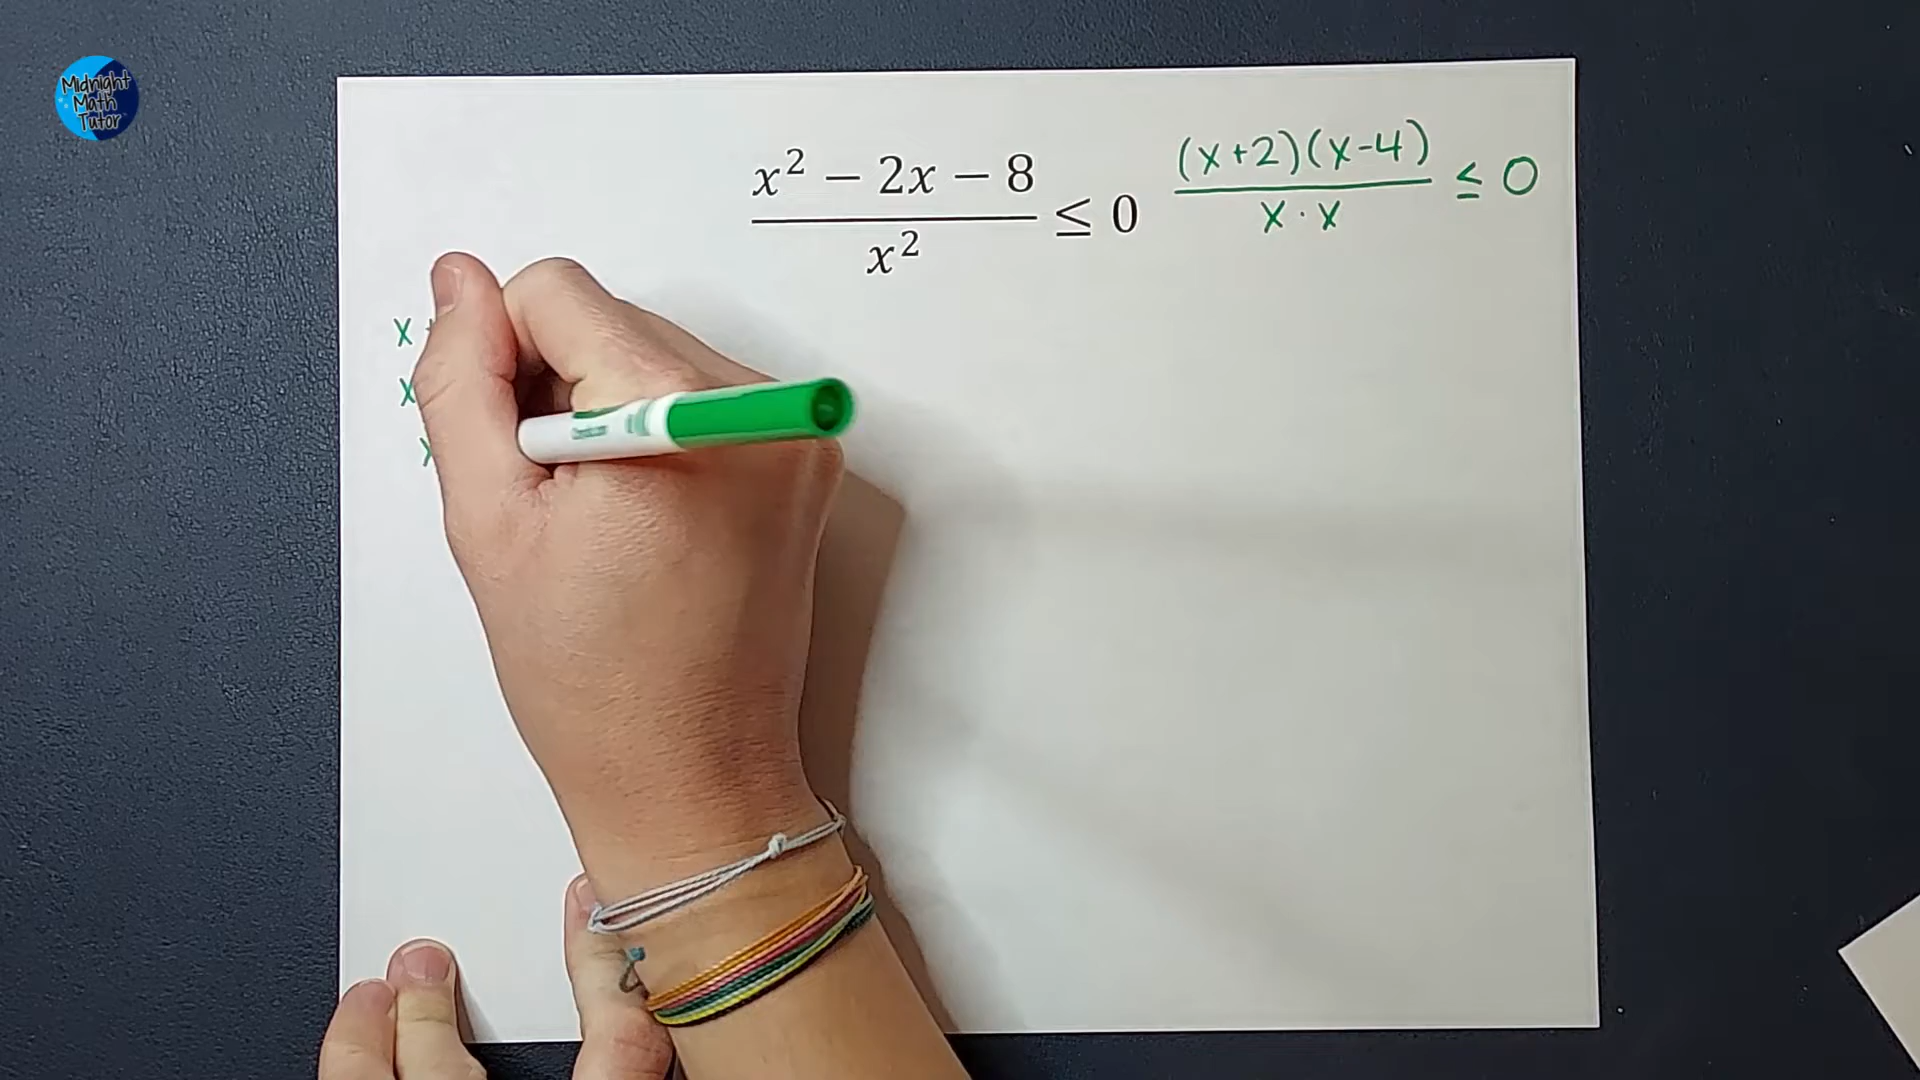 Midnight
Math
Tutor
x² − 2x − 8
x²
≤ 0
(x+2)(x-4)
x · x
≤ 0
x +
x
x